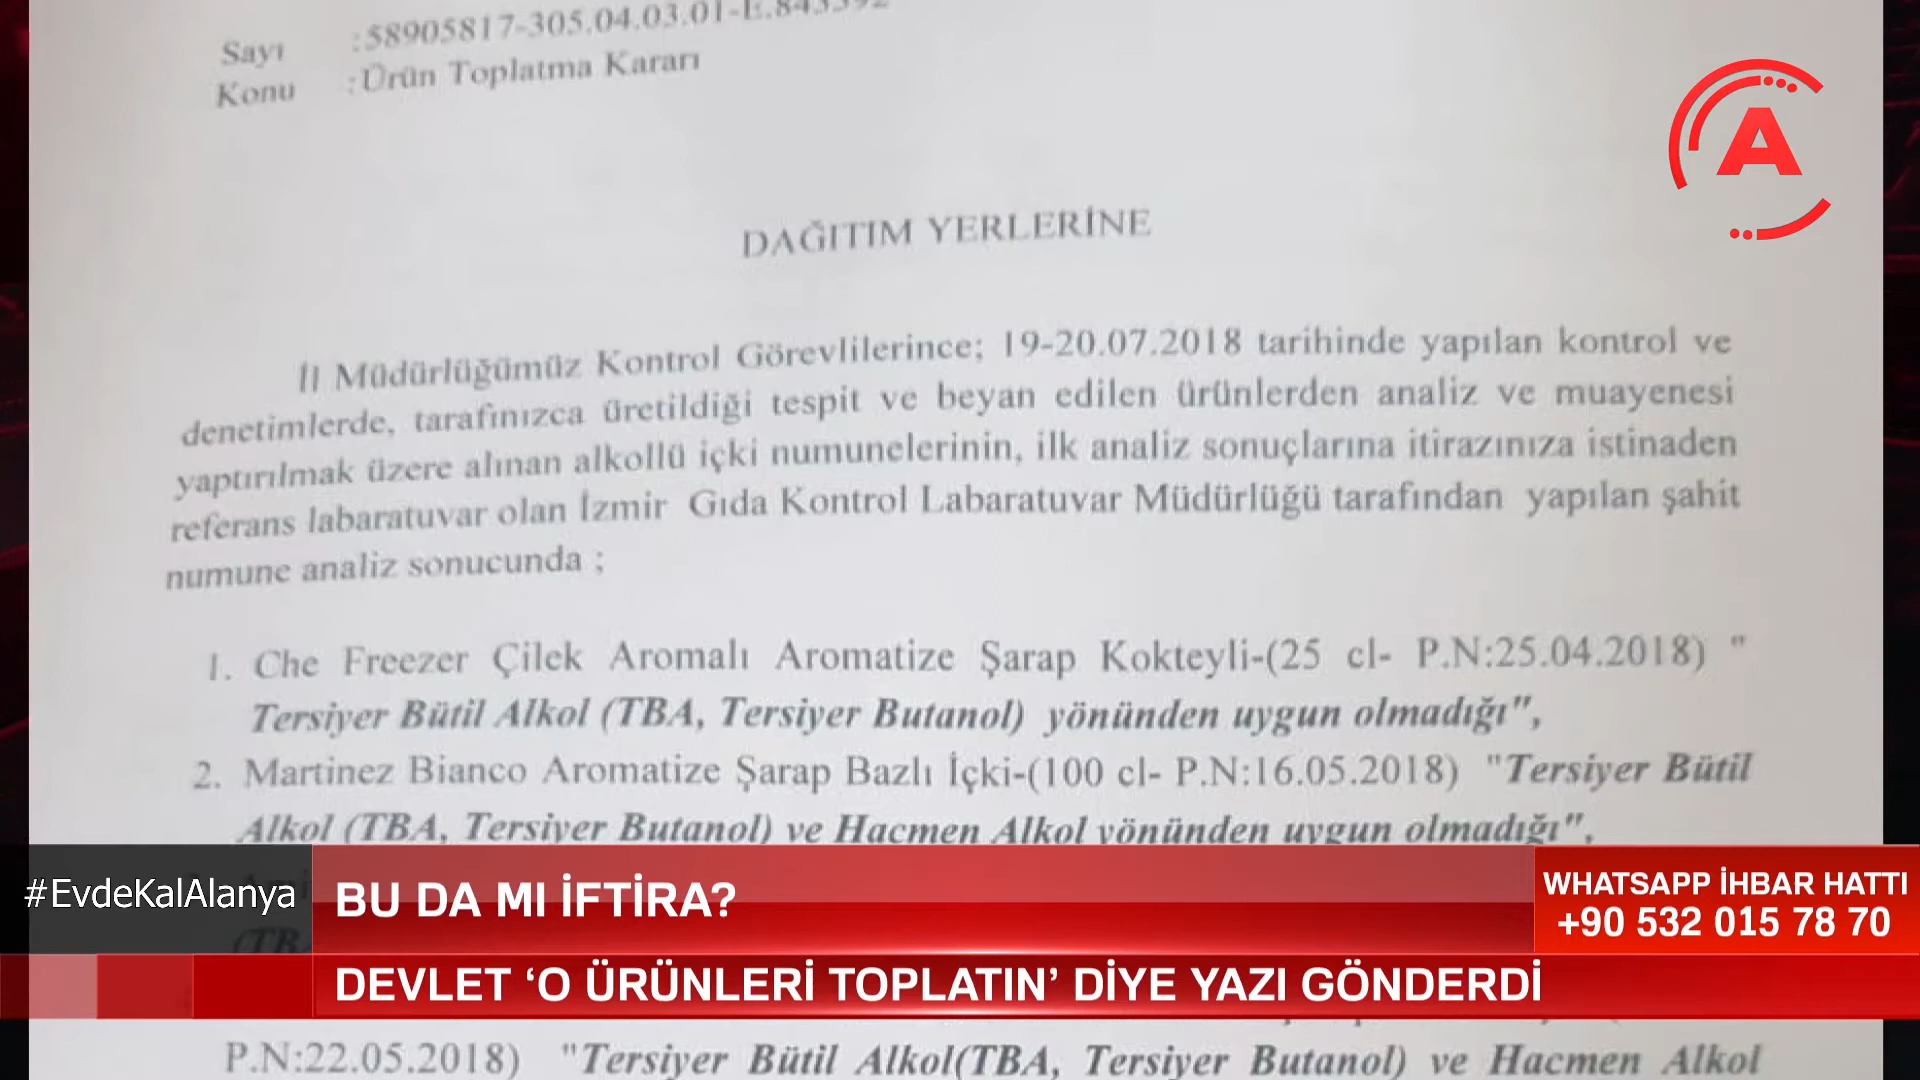 Sayı :58905817-305.04.03.01-E.843392
Konu :Ürün Toplatma Kararı
A
DAĞITIM YERLERİNE
İl Müdürlüğümüz Kontrol Görevlilerince; 19-20.07.2018 tarihinde yapılan kontrol ve
denetimlerde, tarafınızca üretildiği tespit ve beyan edilen ürünlerden analiz ve muayenesi
yaptırılmak üzere alınan alkollü içki numunelerinin, ilk analiz sonuçlarına itirazınıza istinaden
referans labaratuvar olan İzmir Gıda Kontrol Labaratuvar Müdürlüğü tarafından yapılan şahit
numune analiz sonucunda ;
1. Che Freezer Çilek Aromalı Aromatize Şarap Kokteyli-(25 cl- P.N:25.04.2018) "
Tersiyer Bütil Alkol (TBA, Tersiyer Butanol) yönünden uygun olmadığı",
2. Martinez Bianco Aromatize Şarap Bazlı İçki-(100 cl- P.N:16.05.2018) "Tersiyer Bütil
Alkol (TBA, Tersiyer Butanol) ve Hacmen Alkol yönünden uygun olmadığı",
#EvdeKalAlanya
BU DA MI İFTİRA?
WHATSAPP İHBAR HATTI
+90 532 015 78 70
DEVLET ‘O ÜRÜNLERİ TOPLATIN’ DİYE YAZI GÖNDERDİ
P.N:22.05.2018) "Tersiyer Bütil Alkol(TBA, Tersiyer Butanol) ve Hacmen Alkol